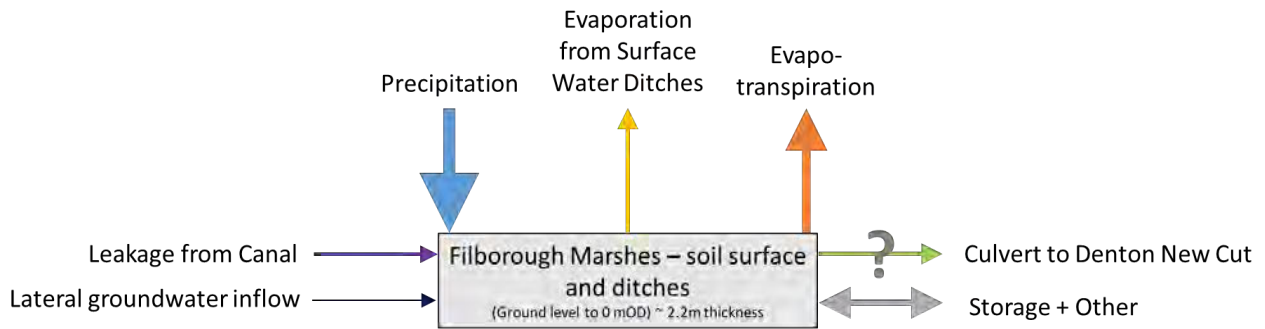 Precipitation
Evaporation
from Surface
Water Ditches
Evapo-
transpiration
Leakage from Canal
Lateral groundwater inflow
Filborough Marshes – soil surface
and ditches
(Ground level to 0 mOD) ~ 2.2m thickness
?
Culvert to Denton New Cut
Storage + Other